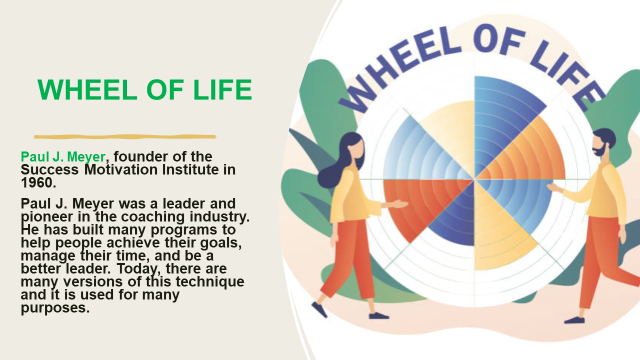 WHEEL OF LIFE
Paul J. Meyer, founder of the
Success Motivation Institute in
1960.
Paul J. Meyer was a leader and
pioneer in the coaching industry.
He has built many programs to
help people achieve their goals,
manage their time, and be a
better leader. Today, there are
many versions of this technique
and it is used for many
purposes.
WHEEL OF LIFE